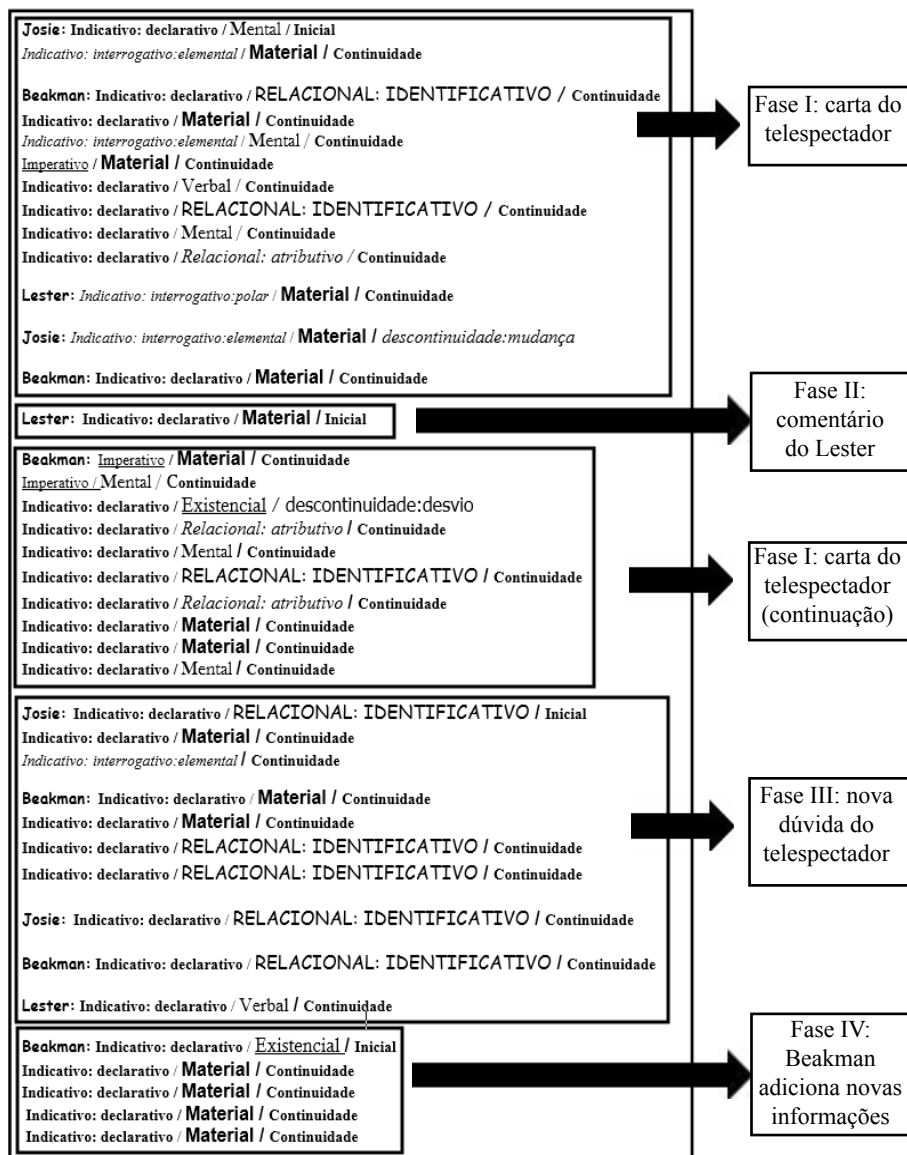 Josie: Indicativo: declarativo / Mental / Inicial
Indicativo: interrogativo:elemental / Material / Continuidade
Beakman: Indicativo: declarativo / RELACIONAL: IDENTIFICATIVO / Continuidade
Indicativo: declarativo / Material / Continuidade
Indicativo: interrogativo:elemental / Mental / Continuidade
Imperativo / Material / Continuidade
Indicativo: declarativo / Verbal / Continuidade
Indicativo: declarativo / RELACIONAL: IDENTIFICATIVO / Continuidade
Indicativo: declarativo / Mental / Continuidade
Indicativo: declarativo / Relacional: atributivo / Continuidade
Lester: Indicativo: interrogativo:polar / Material / Continuidade
Josie: Indicativo: interrogativo:elemental / Material / descontinuidade:mudança
Beakman: Indicativo: declarativo / Material / Continuidade
Fase I: carta do
telespectador
Lester: Indicativo: declarativo / Material / Inicial
Fase II:
comentário
do Lester
Beakman: Imperativo / Material / Continuidade
Imperativo / Mental / Continuidade
Indicativo: declarativo / Existencial / descontinuidade:desvio
Indicativo: declarativo / Relacional: atributivo / Continuidade
Indicativo: declarativo / Mental / Continuidade
Indicativo: declarativo / RELACIONAL: IDENTIFICATIVO / Continuidade
Indicativo: declarativo / Relacional: atributivo / Continuidade
Indicativo: declarativo / Material / Continuidade
Indicativo: declarativo / Material / Continuidade
Indicativo: declarativo / Mental / Continuidade
Fase I: carta do
telespectador
(continuação)
Josie: Indicativo: declarativo / RELACIONAL: IDENTIFICATIVO / Inicial
Indicativo: declarativo / Material / Continuidade
Indicativo: interrogativo:elemental / Continuidade
Beakman: Indicativo: declarativo / Material / Continuidade
Indicativo: declarativo / Material / Continuidade
Indicativo: declarativo / RELACIONAL: IDENTIFICATIVO / Continuidade
Indicativo: declarativo / RELACIONAL: IDENTIFICATIVO / Continuidade
Josie: Indicativo: declarativo / RELACIONAL: IDENTIFICATIVO / Continuidade
Beakman: Indicativo: declarativo / RELACIONAL: IDENTIFICATIVO / Continuidade
Lester: Indicativo: declarativo / Verbal / Continuidade
Fase III: nova
dúvida do
telespectador
Beakman: Indicativo: declarativo / Existencial / Inicial
Indicativo: declarativo / Material / Continuidade
Indicativo: declarativo / Material / Continuidade
Indicativo: declarativo / Material / Continuidade
Indicativo: declarativo / Material / Continuidade
Fase IV:
Beakman
adiciona novas
informações